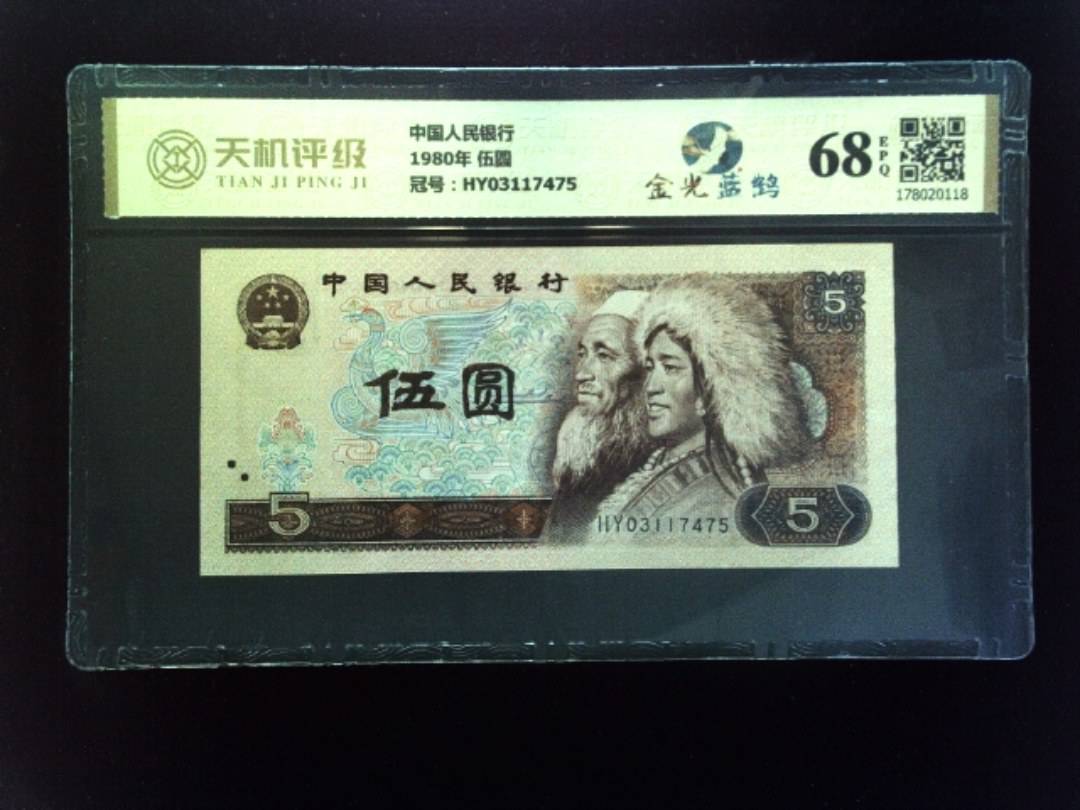 天机评级
TIAN JI PING JI
中国人民银行
1980年 伍圆
冠号：HY03117475
金光蓝鹤
68
EPQ
178020118
中国人民银行
5
伍圆
5
HY03117475
5